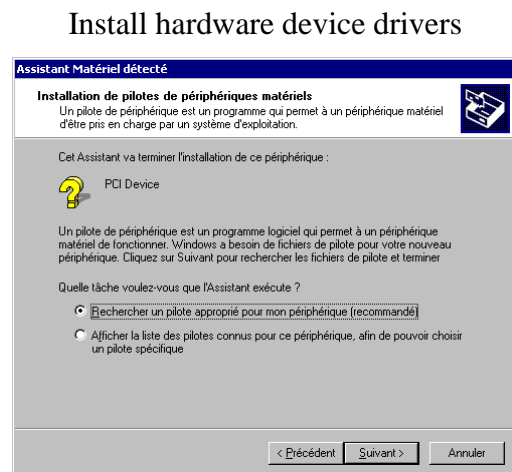 Install hardware device drivers
Assistant Matériel détecté
Installation de pilotes de périphériques matériels
Un pilote de périphérique est un programme qui permet à un périphérique matériel
d'être pris en charge par un système d'exploitation.
Cet Assistant va terminer l'installation de ce périphérique :
PCI Device
Un pilote de périphérique est un programme logiciel qui permet à un périphérique
matériel de fonctionner. Windows a besoin de fichiers de pilote pour votre nouveau
périphérique. Cliquez sur Suivant pour rechercher les fichiers de pilote et terminer
Quelle tâche voulez-vous que l'Assistant exécute ?
Rechercher un pilote approprié pour mon périphérique (recommandé)
Afficher la liste des pilotes connus pour ce périphérique, afin de pouvoir choisir
un pilote spécifique
< Précédent Suivant > Annuler